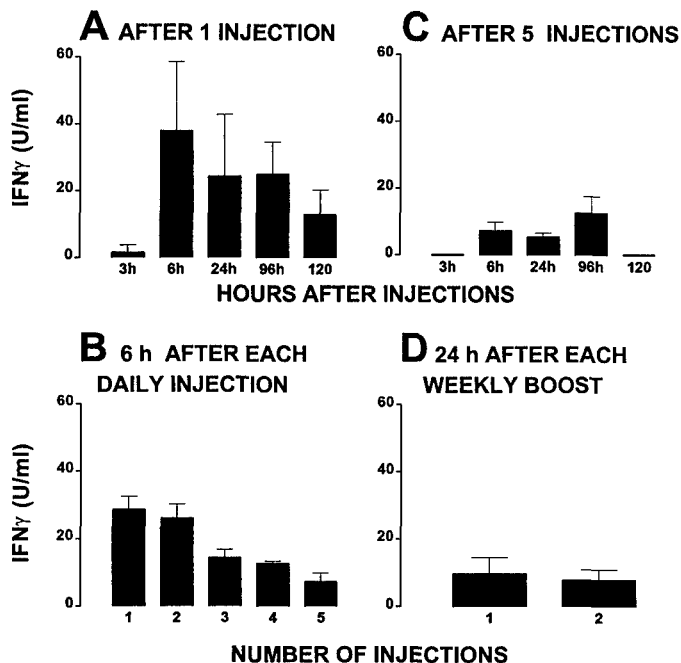 A AFTER 1 INJECTION
IFNγ (U/ml)
60
40
20
0
3h 6h 24h 96h 120
C AFTER 5 INJECTIONS
60
40
20
0
3h 6h 24h 96h 120
HOURS AFTER INJECTIONS
B 6 h AFTER EACH
DAILY INJECTION
IFNγ (U/ml)
60
40
20
0
1 2 3 4 5
D 24 h AFTER EACH
WEEKLY BOOST
60
40
20
0
1 2
NUMBER OF INJECTIONS